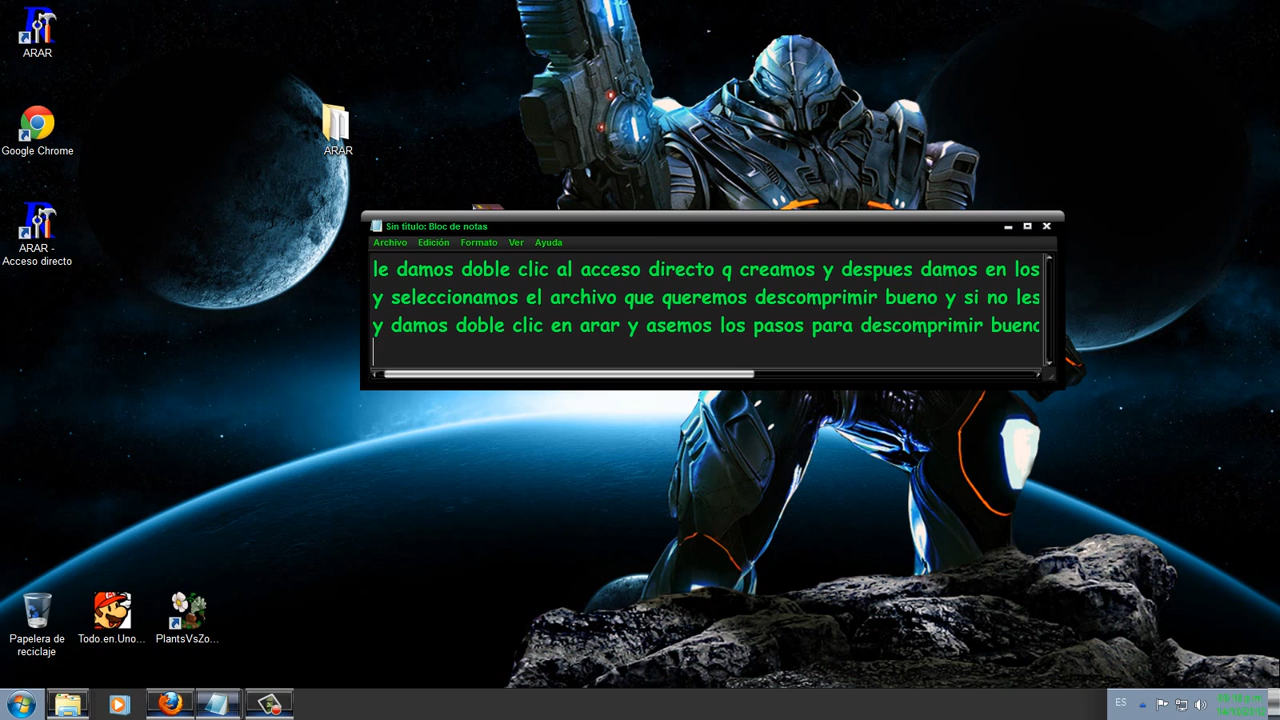 ARAR
Google Chrome
ARAR
ARAR -
Acceso directo
Sin título: Bloc de notas
Archivo Edición Formato Ver Ayuda
le damos doble clic al acceso directo q creamos y despues damos en los
y seleccionamos el archivo que queremos descomprimir bueno y si no les
y damos doble clic en arar y asemos los pasos para descomprimir bueno
Papelera de
reciclaje
Todo.en.Uno...
PlantsVsZo...
ES